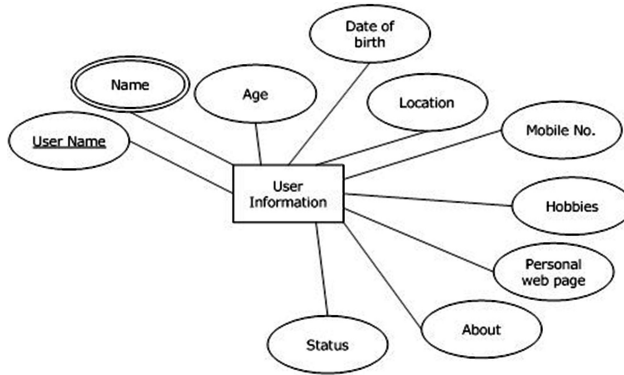 Date of
birth
Name
Age
Location
User Name
Mobile No.
User
Information
Hobbies
Personal
web page
About
Status